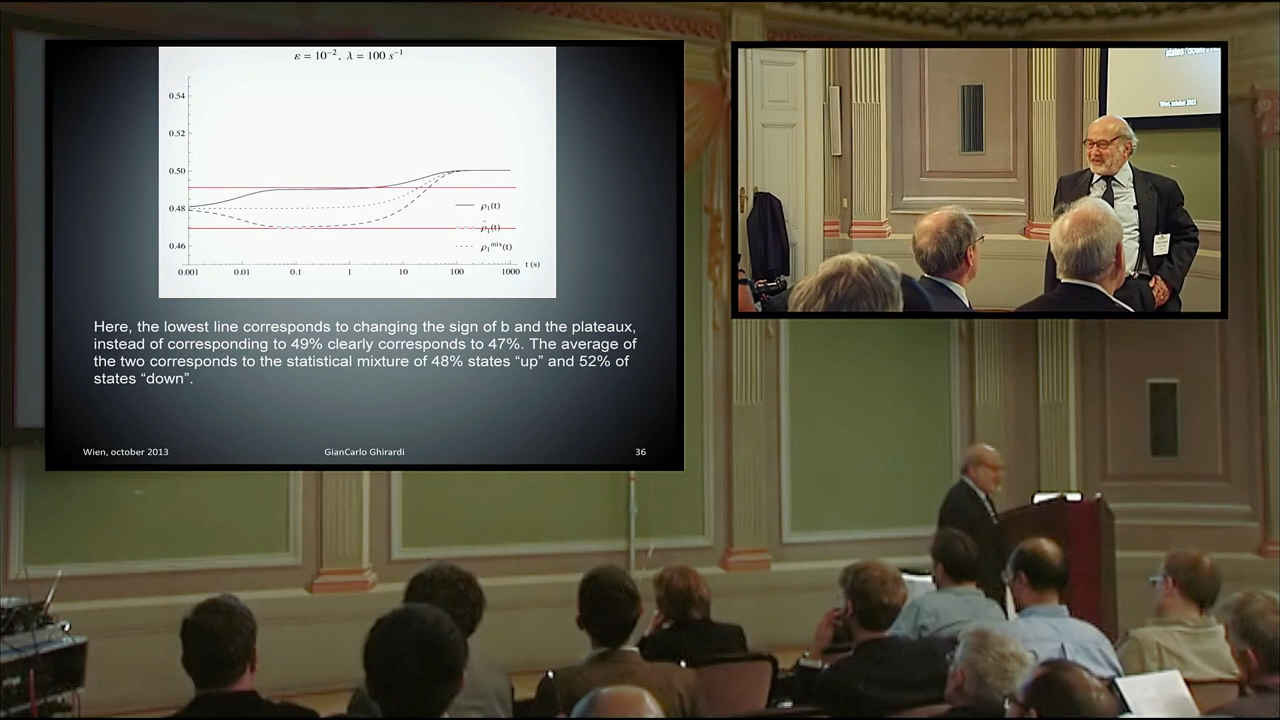 ε = 10⁻², λ = 100 s⁻¹
0.54
0.52
0.50
0.48
0.46
ρ₁(t)
ρ̃₁(t)
ρ₁ᵐⁱˣ(t)
0.001 0.01 0.1 1 10 100 1000 t (s)
Here, the lowest line corresponds to changing the sign of b and the plateaux,
instead of corresponding to 49% clearly corresponds to 47%. The average of
the two corresponds to the statistical mixture of 48% states “up” and 52% of
states “down”.
Wien, october 2013 GianCarlo Ghirardi 36
Wien, october 2013